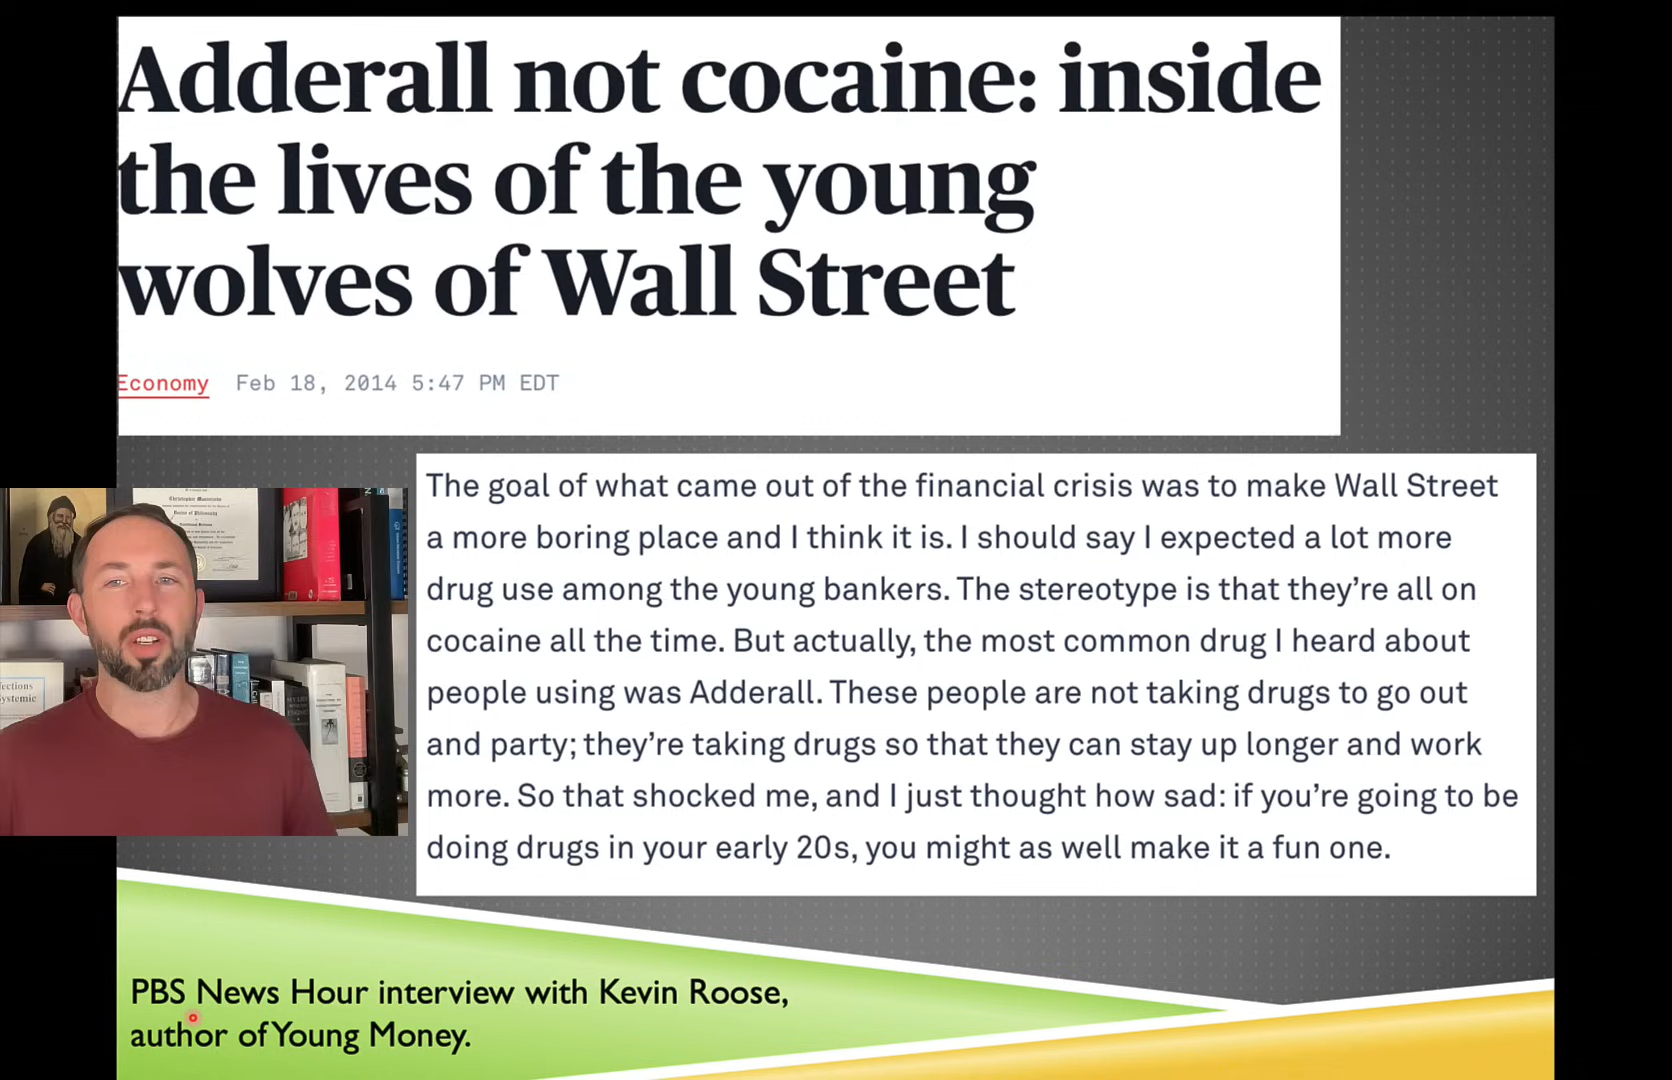 Adderall not cocaine: inside
the lives of the young
wolves of Wall Street
Economy Feb 18, 2014 5:47 PM EDT
The goal of what came out of the financial crisis was to make Wall Street
a more boring place and I think it is. I should say I expected a lot more
drug use among the young bankers. The stereotype is that they’re all on
cocaine all the time. But actually, the most common drug I heard about
people using was Adderall. These people are not taking drugs to go out
and party; they’re taking drugs so that they can stay up longer and work
more. So that shocked me, and I just thought how sad: if you’re going to be
doing drugs in your early 20s, you might as well make it a fun one.
Doctor of Philosophy
Systemic
PBS News Hour interview with Kevin Roose,
author of Young Money.